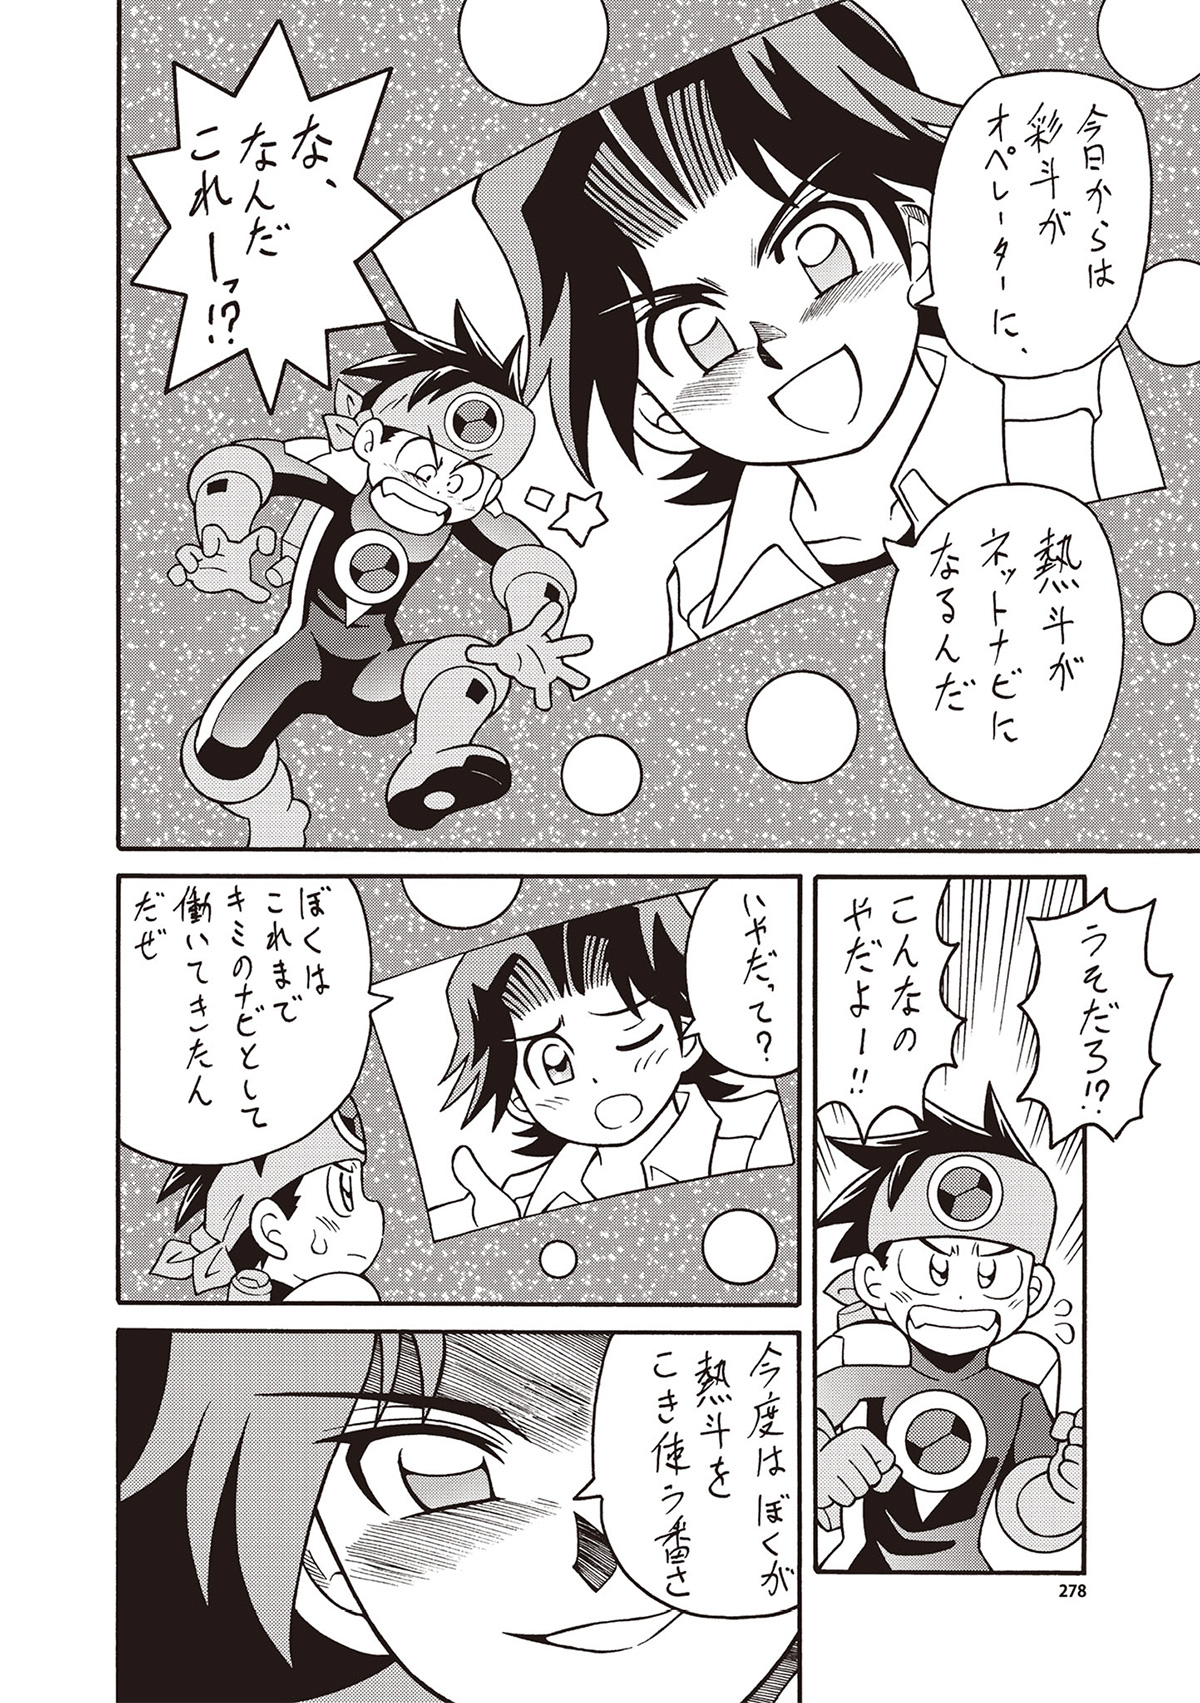 今日からは
彩斗が
オペレーターに、
熱斗が
ネットナビに
なるんだ
な、
なんだ
これーっ!?
うそだろ!?
こんなの
やだよー!!
いやだって?
ぼくは
これまで
キミのナビとして
働いてきたん
だぜ
今度はぼくが
熱斗を
こき使う番さ
278